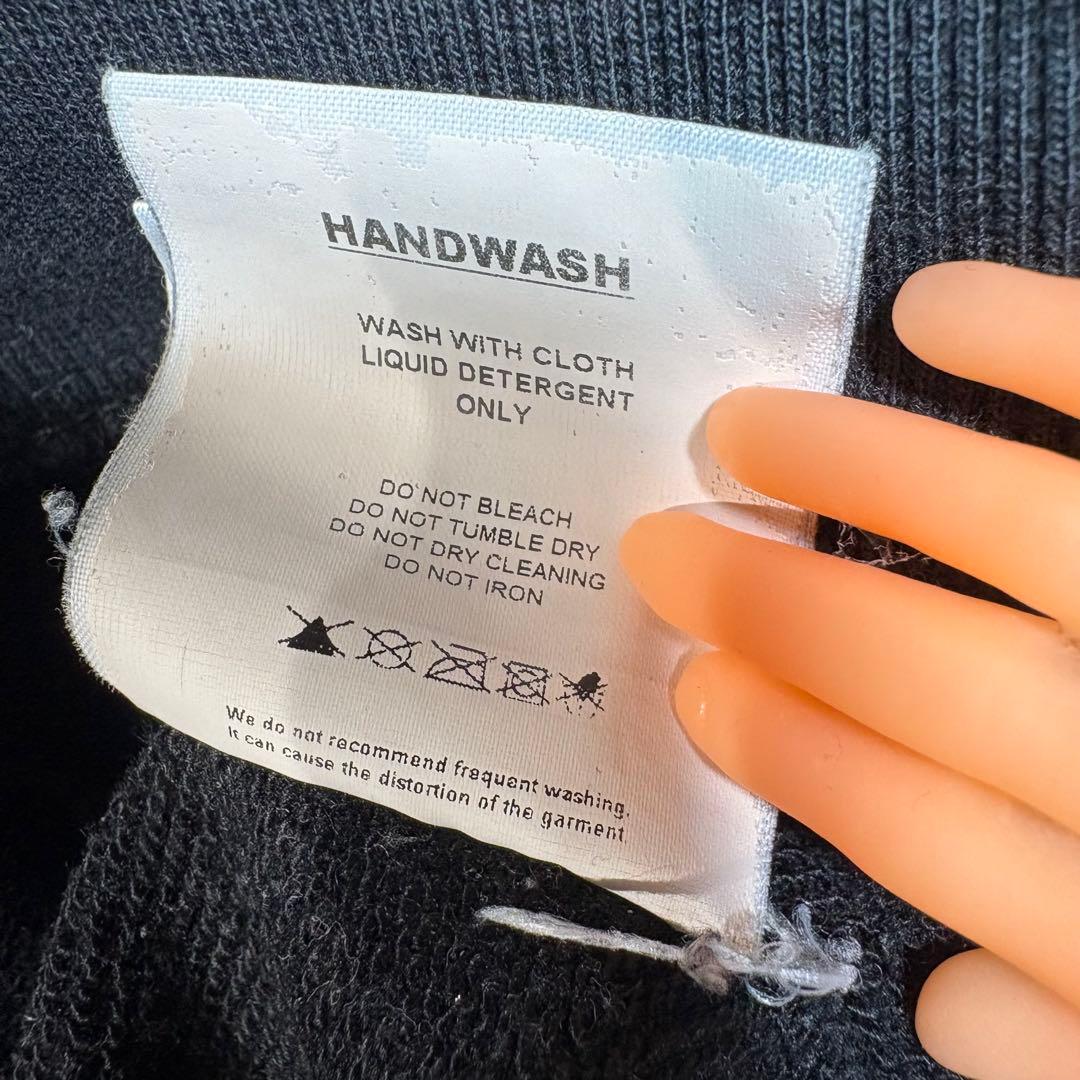 HANDWASH
WASH WITH CLOTH
LIQUID DETERGENT
ONLY
DO NOT BLEACH
DO NOT TUMBLE DRY
DO NOT DRY CLEANING
DO NOT IRON
We do not recommend frequent washing.
It can cause the distortion of the garment